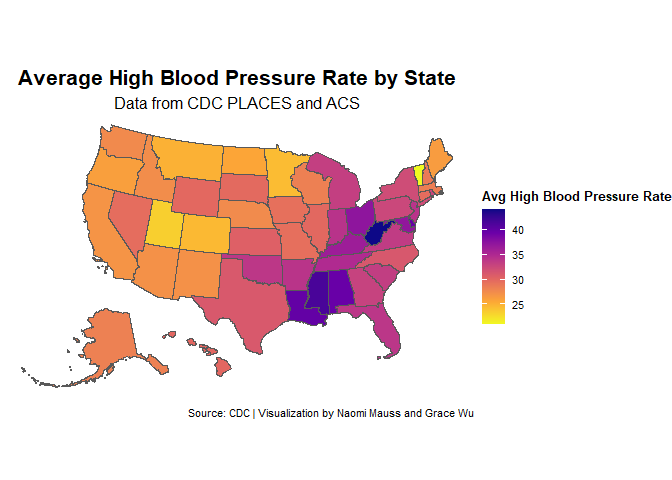 Average High Blood Pressure Rate by State
Data from CDC PLACES and ACS
Avg High Blood Pressure Rate
40
35
30
25
Source: CDC | Visualization by Naomi Mauss and Grace Wu